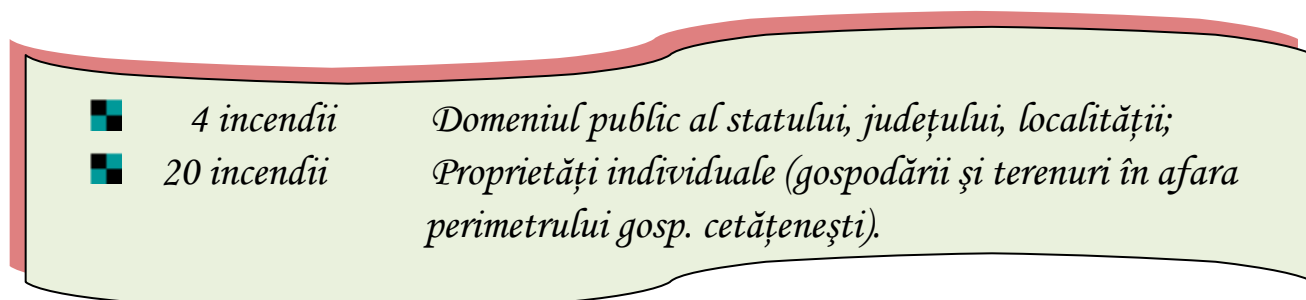 4 incendii Domeniul public al statului, județului, localității;
20 incendii Proprietăți individuale (gospodării şi terenuri în afara
perimetrului gosp. cetățeneşti).